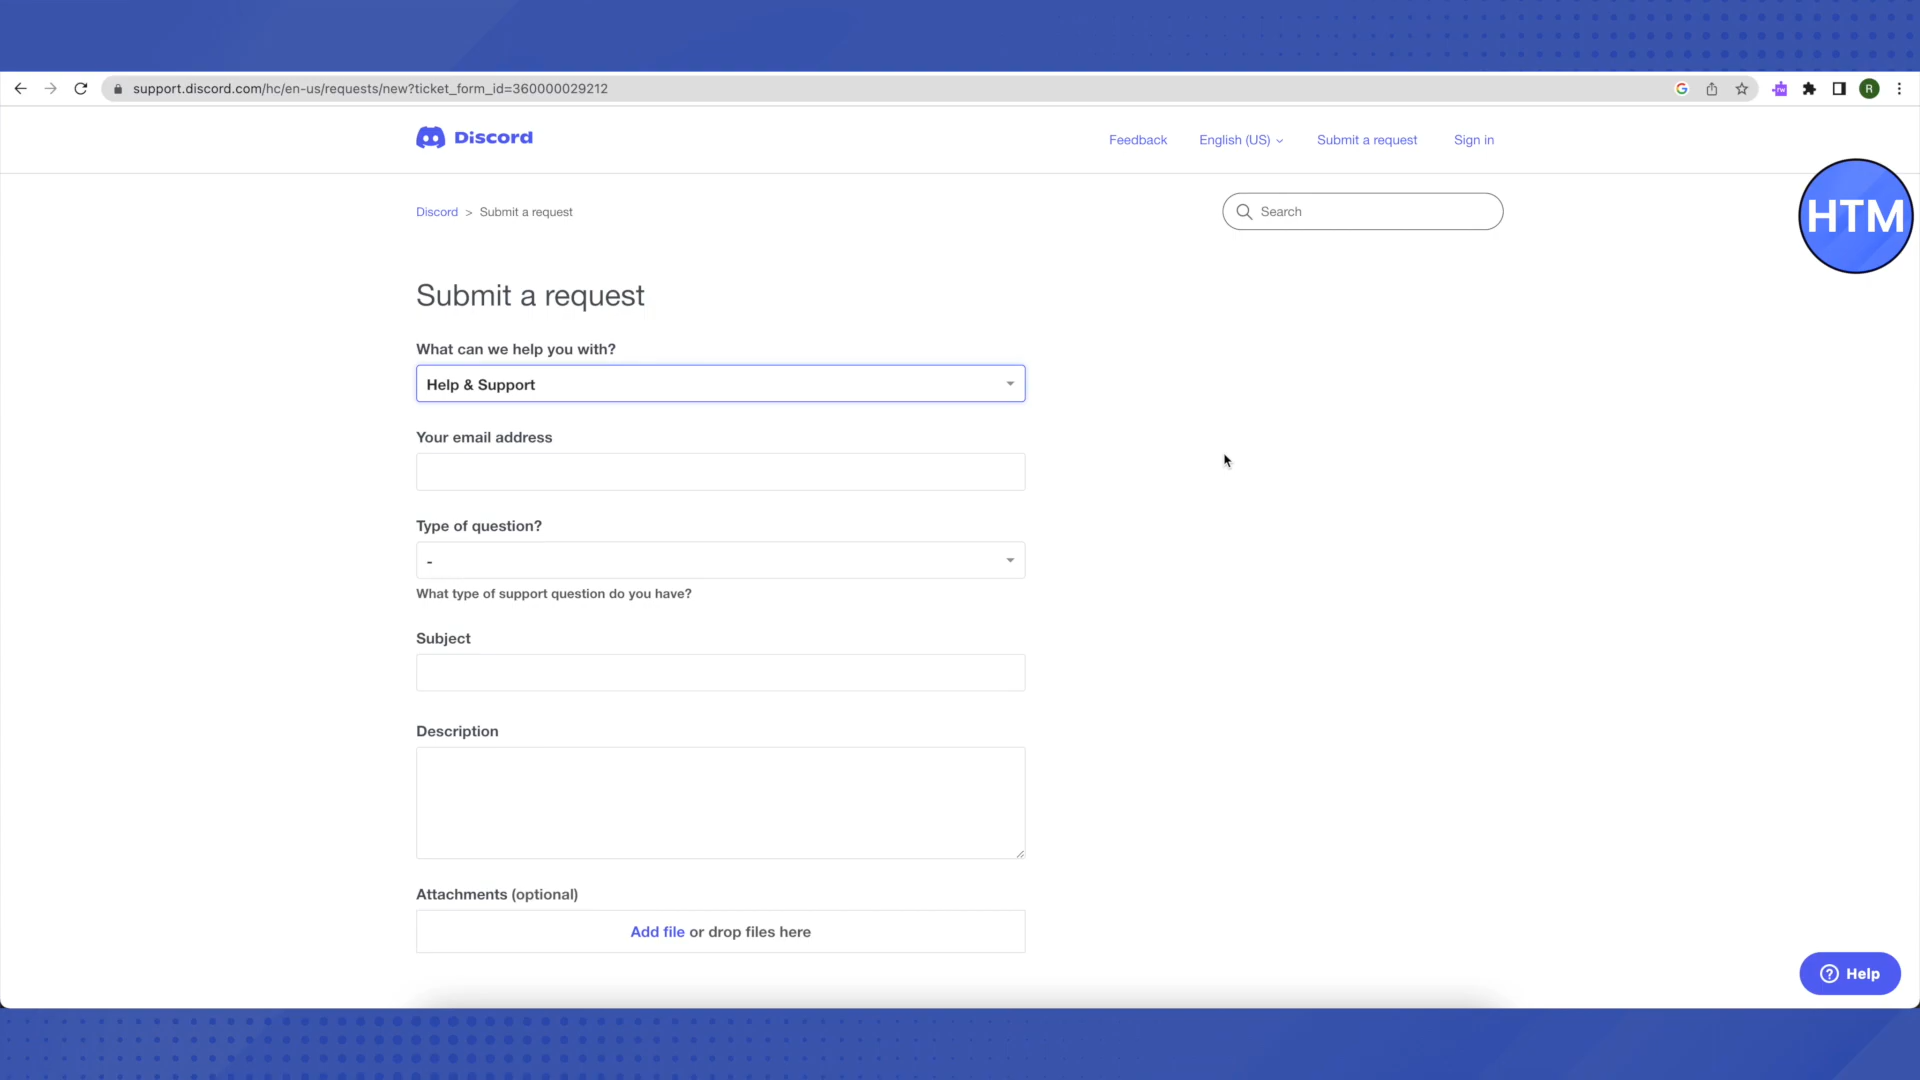 support.discord.com/hc/en-us/requests/new?ticket_form_id=360000029212
G
rw
R
Discord
Feedback
English (US)
Submit a request
Sign in
HTM
Discord > Submit a request
Search
Submit a request
What can we help you with?
Help & Support
Your email address
Type of question?
-
What type of support question do you have?
Subject
Description
Attachments (optional)
Add file or drop files here
? Help